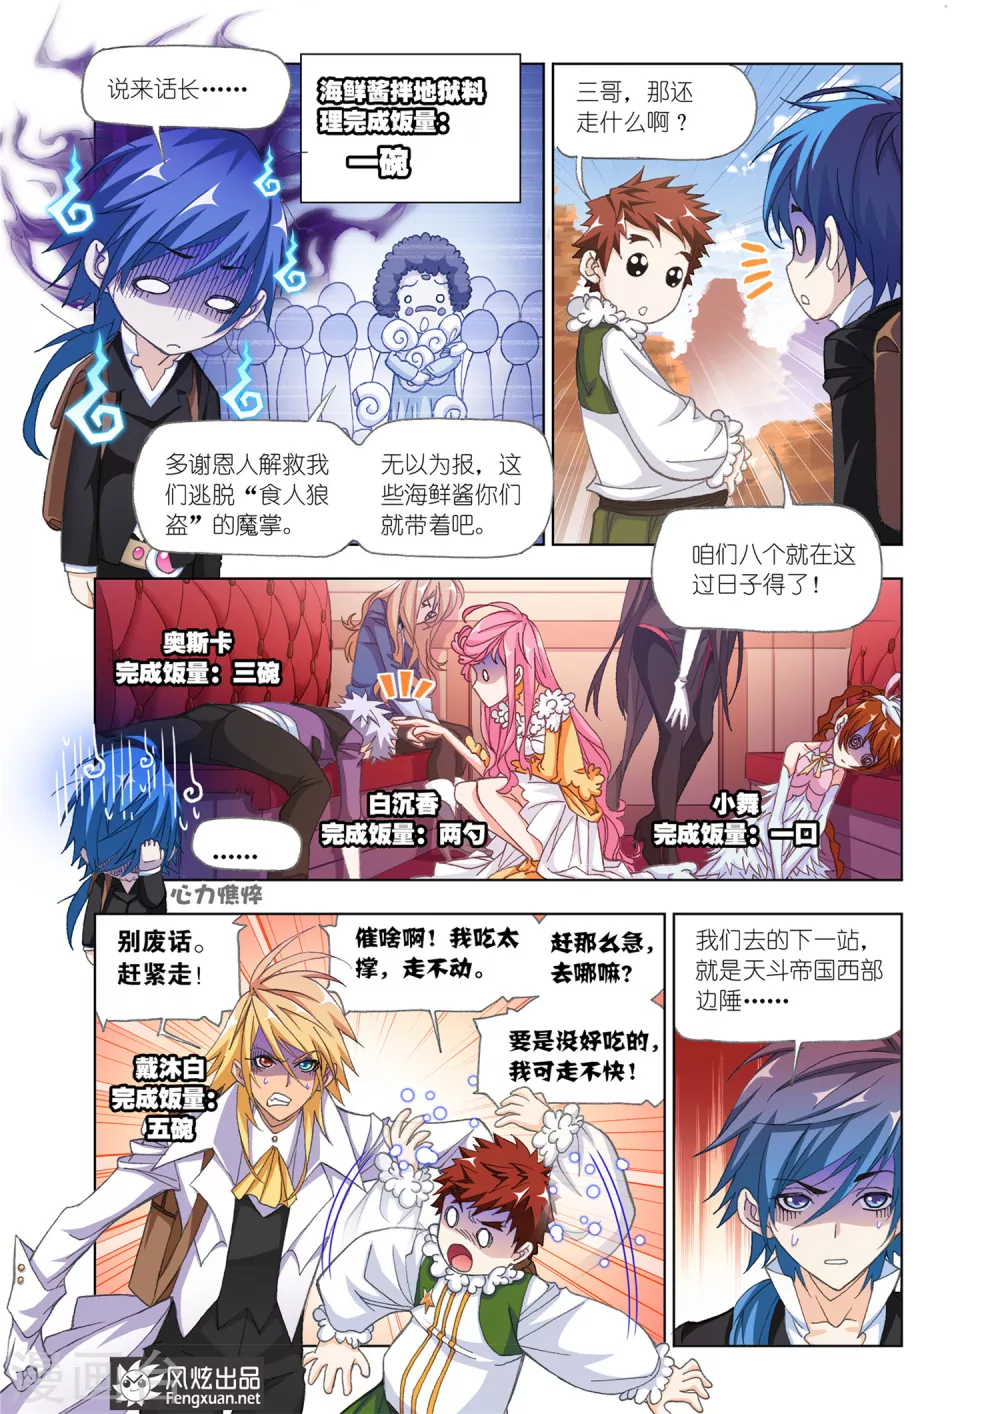 说来话长……
海鲜酱拌地狱料
理完成饭量：
一碗
多谢恩人解救我
们逃脱“食人狼
盗”的魔掌。
无以为报，这
些海鲜酱你们
就带着吧。
三哥，那还
走什么啊？
咱们八个就在这
过日子得了！
奥斯卡
完成饭量：三碗
白沉香
完成饭量：两勺
小舞
完成饭量：一口
……
心力憔悴
别废话。
赶紧走！
催啥啊！我吃太
撑，走不动。
赶那么急，
去哪嘛？
要是没好吃的，
我可走不快！
戴沐白
完成饭量：
五碗
我们去的下一站，
就是天斗帝国西部
边陲……
漫画台
风炫出品
Fengxuan.net